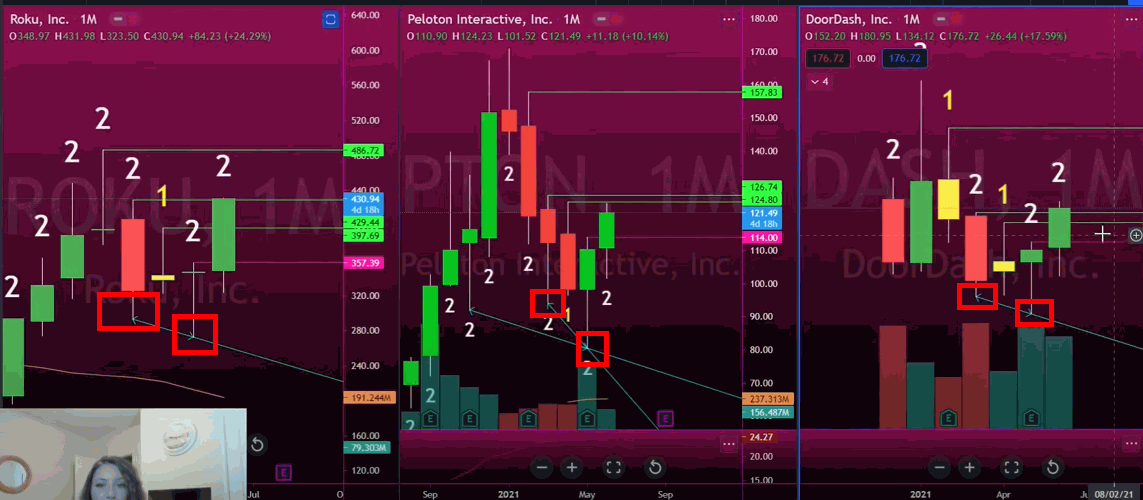 Roku, Inc. · 1M
O348.97 H431.98 L323.50 C430.94 +84.23 (+24.29%)
640.00
600.00
560.00
520.00
486.72
440.00
430.94
4d 18h
429.44
397.69
357.39
320.00
280.00
240.00
191.244M
160.00
79.303M
120.00
2
2
2
2
2
1
2
2
ROKU, 1M
Roku, Inc.
E
Jul
O
Peloton Interactive, Inc. · 1M
O110.90 H124.23 L101.52 C121.49 +11.18 (+10.14%)
180.00
170.00
157.83
150.00
140.00
126.74
124.80
121.49
4d 18h
114.00
110.00
100.00
90.00
80.00
70.00
237.313M
156.487M
24.27
20.00
15.00
2
2
2
2
2
2
2
2
1
2
2
PTON, 1M
Peloton Interactive, Inc.
E
E
E
E
E
Sep
2021
May
Sep
DoorDash, Inc. · 1M
O152.20 H180.95 L134.12 C176.72 +26.44 (+17.59%)
176.72
0.00
176.72
4
2
1
2
1
2
2
DASH, 1M
DoorDash, Inc.
E
E
2021
Apr
08/02/21